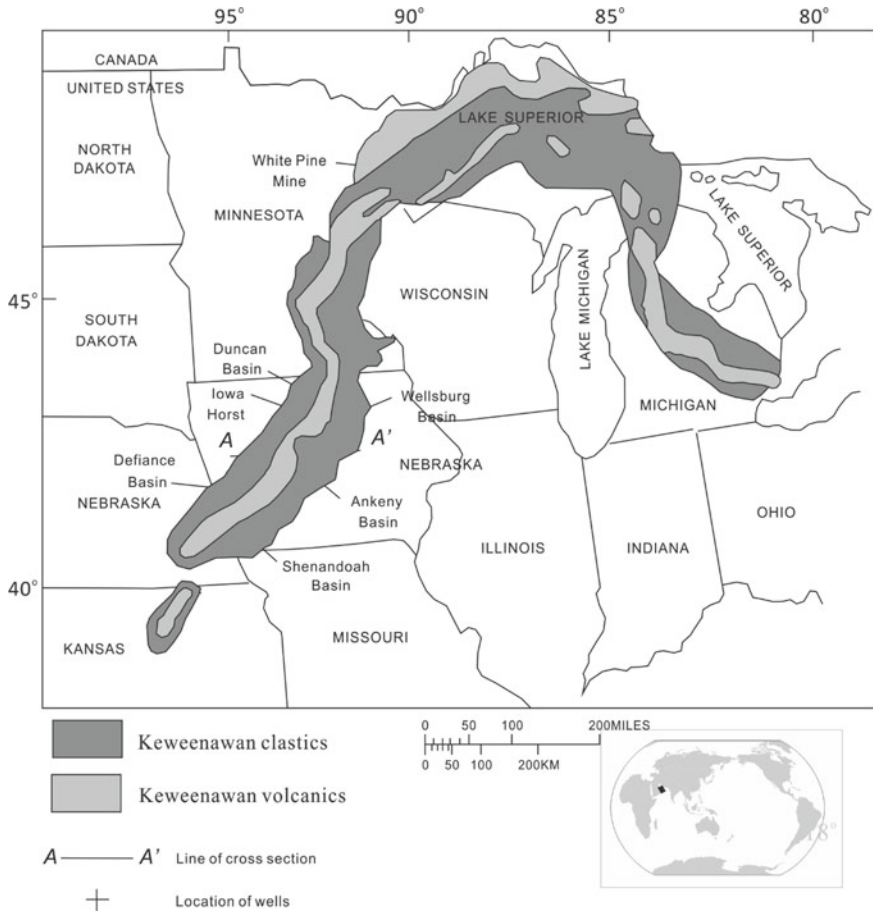 95° 90° 85° 80°
CANADA
UNITED STATES
LAKE SUPERIOR
NORTH
DAKOTA
White Pine
Mine
MINNESOTA
LAKE SUPERIOR
45°
WISCONSIN
LAKE MICHIGAN
SOUTH
DAKOTA
Duncan
Basin
Iowa
Horst
Wellsburg
Basin
MICHIGAN
A A'
Defiance
Basin
NEBRASKA
NEBRASKA
Ankeny
Basin
OHIO
ILLINOIS
INDIANA
Shenandoah
Basin
40°
KANSAS
MISSOURI
Keweenawan clastics
Keweenawan volcanics
A A' Line of cross section
Location of wells
0 50 100 200MILES
0 50 100 200KM
18°